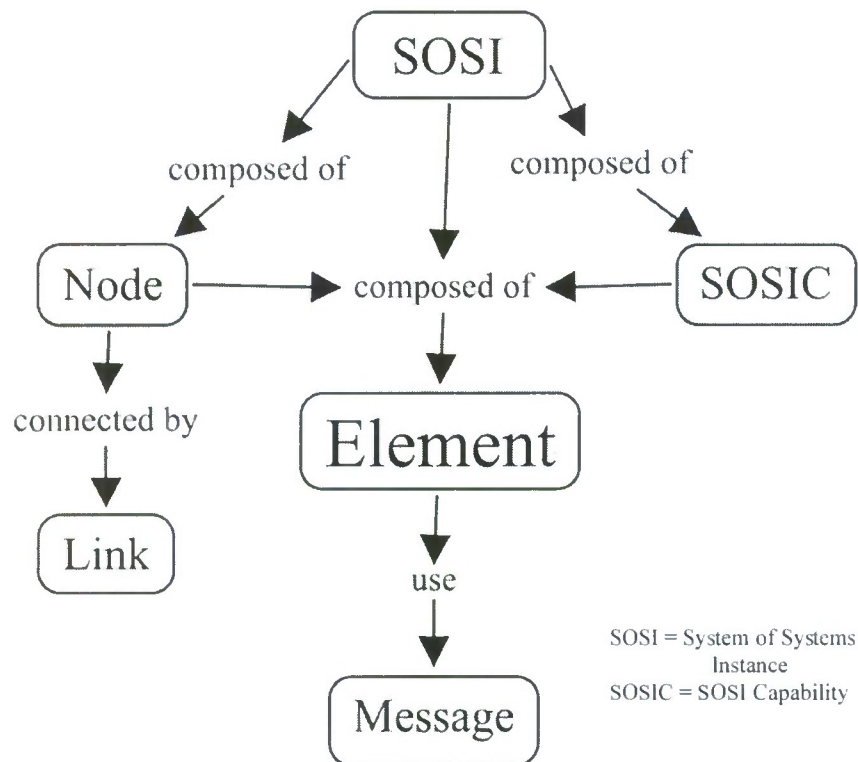 SOSI
composed of
composed of
Node
composed of
SOSIC
connected by
Element
Link
use
SOSI = System of Systems
Instance
SOSIC = SOSI Capability
Message